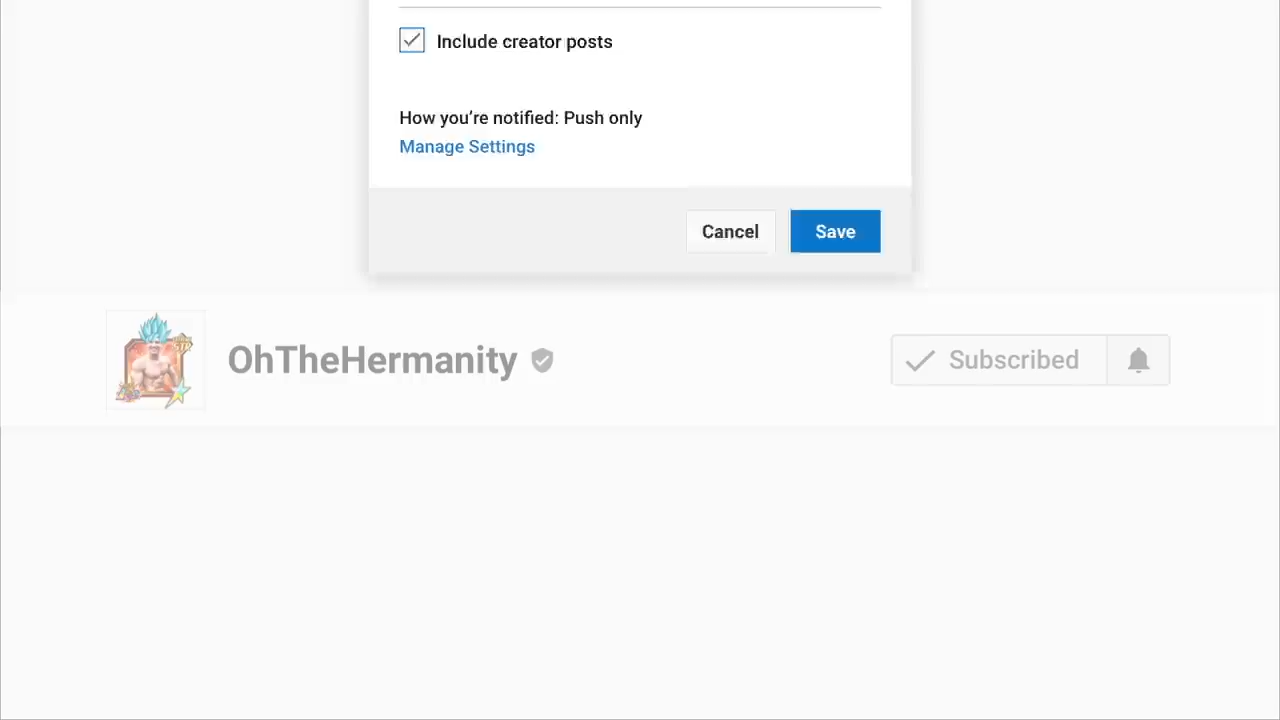 Include creator posts
How you’re notified: Push only
Manage Settings
Cancel Save
OhTheHermanity Subscribed